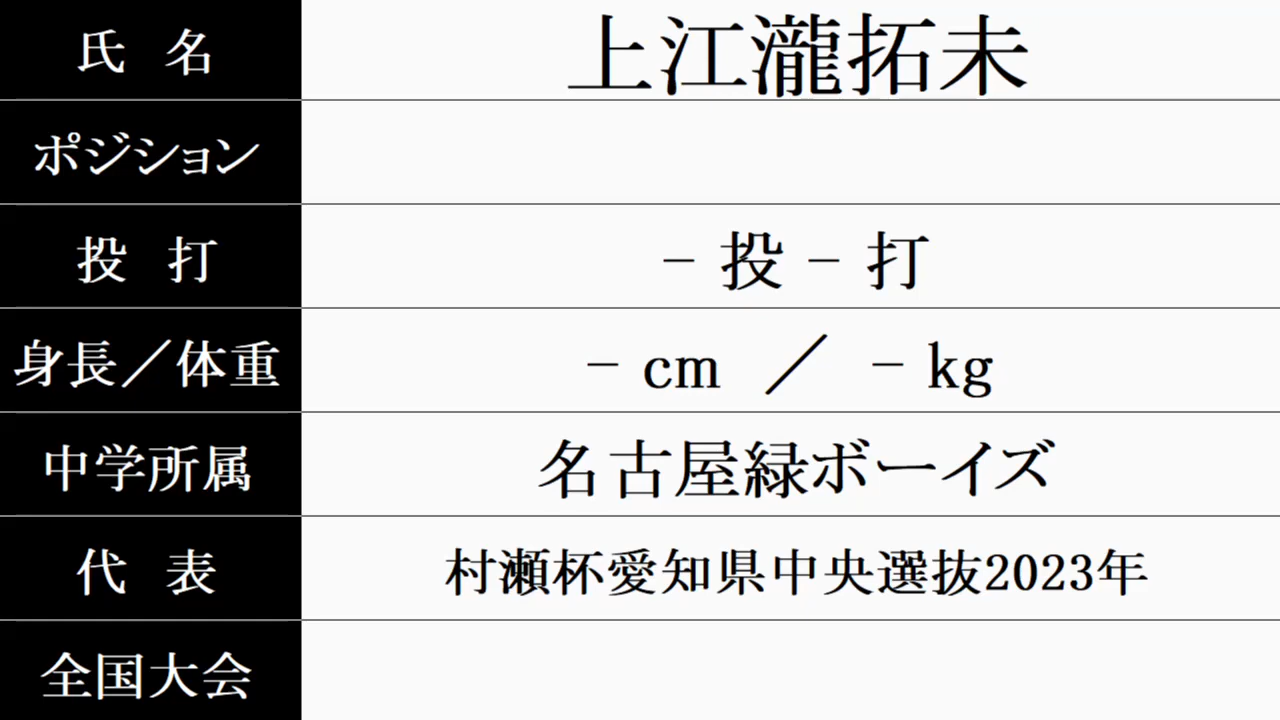 氏 名 上江瀧拓未
ポジション
投 打 - 投 - 打
身長／体重 - cm ／ - kg
中学所属 名古屋緑ボーイズ
代 表 村瀬杯愛知県中央選抜2023年
全国大会